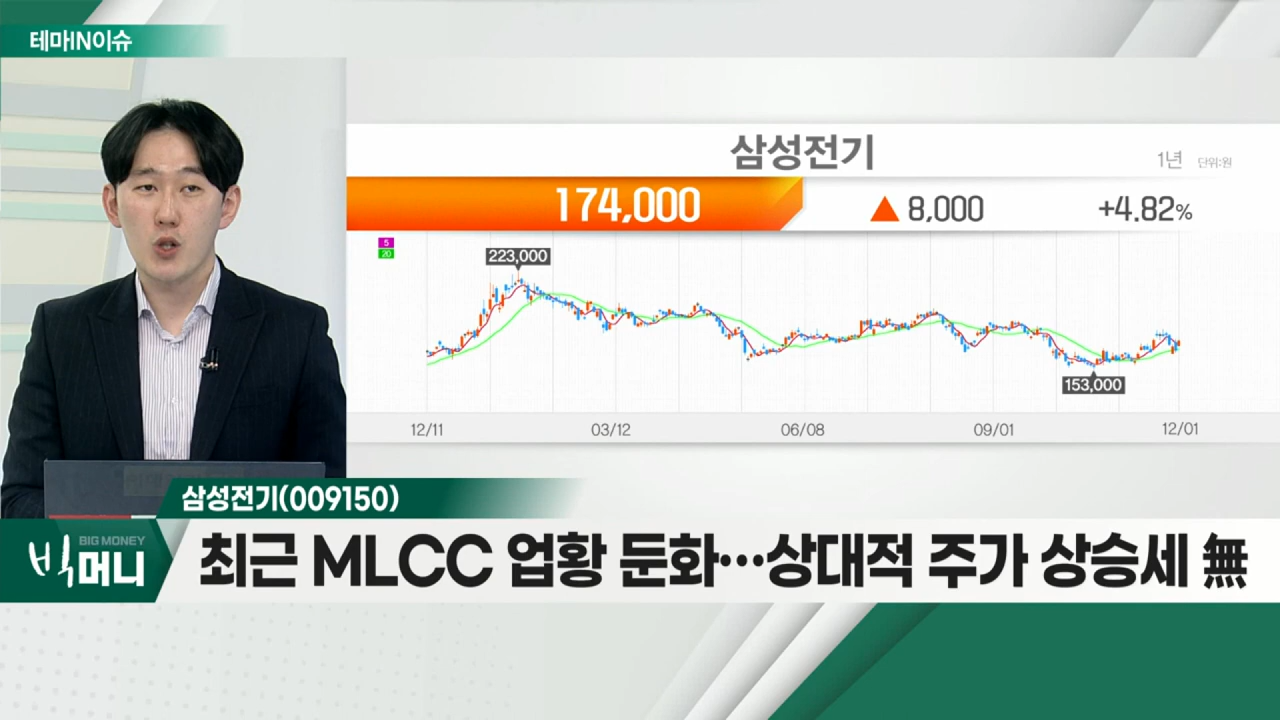 테마IN이슈
삼성전기
1년 단위:원
174,000 ▲ 8,000 +4.82%
5
20
223,000
153,000
12/11 03/12 06/08 09/01 12/01
삼성전기(009150)
빅머니 BIG MONEY
최근 MLCC 업황 둔화…상대적 주가 상승세 無